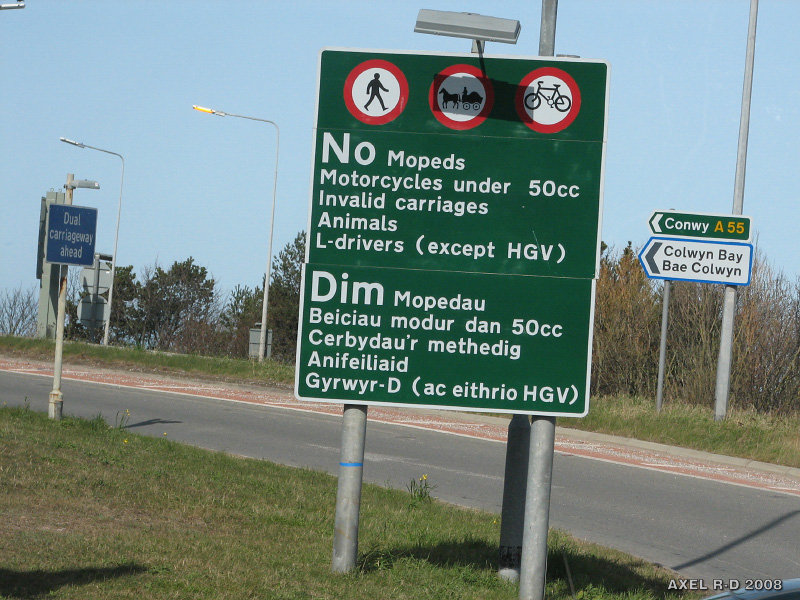 No Mopeds
Motorcycles under 50cc
Invalid carriages
Animals
L-drivers (except HGV)
Dim Mopedau
Beiciau modur dan 50cc
Cerbydau'r methedig
Anifeiliaid
Gyrwyr-D (ac eithrio HGV)
Dual
carriageway
ahead
Conwy A55
Colwyn Bay
Bae Colwyn
AXEL R-D 2008